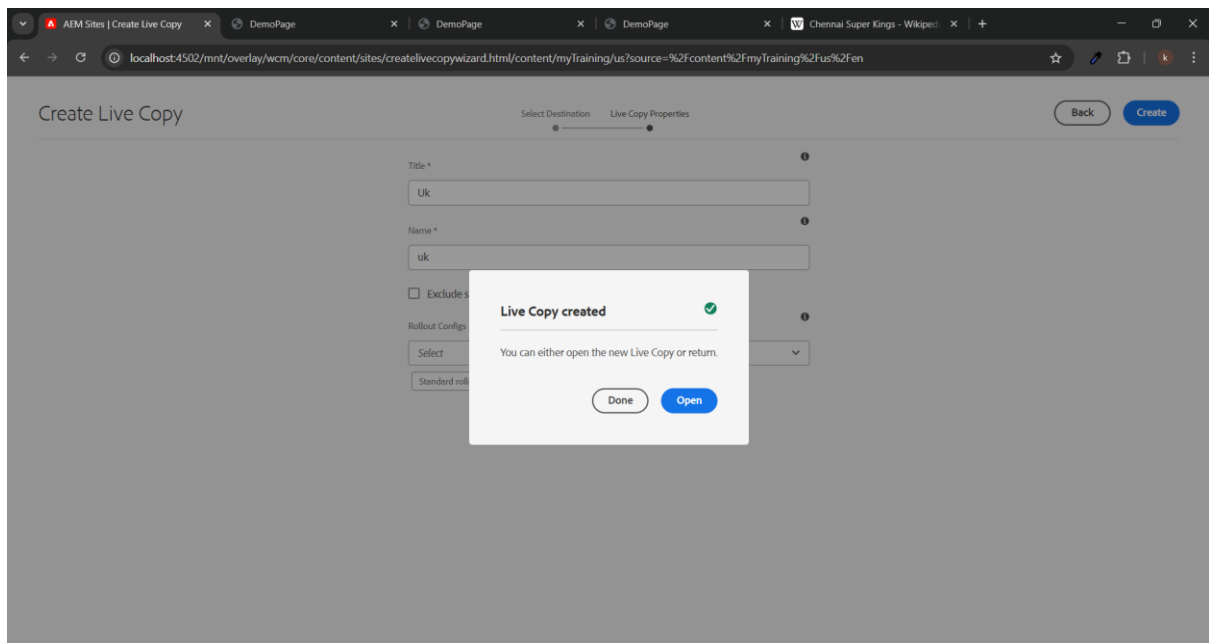 AEM Sites | Create Live Copy
DemoPage
DemoPage
DemoPage
Chennai Super Kings - Wikiped
localhost:4502/mnt/overlay/wcm/core/content/sites/createlivecopywizard.html/content/myTraining/us?source=%2Fcontent%2FmyTraining%2Fus%2Fen
k
Create Live Copy
Select Destination
Live Copy Properties
Back
Create
Title *
Uk
Name *
uk
Exclude s
Rollout Configs
Select
Standard roll
Live Copy created
You can either open the new Live Copy or return.
Done
Open